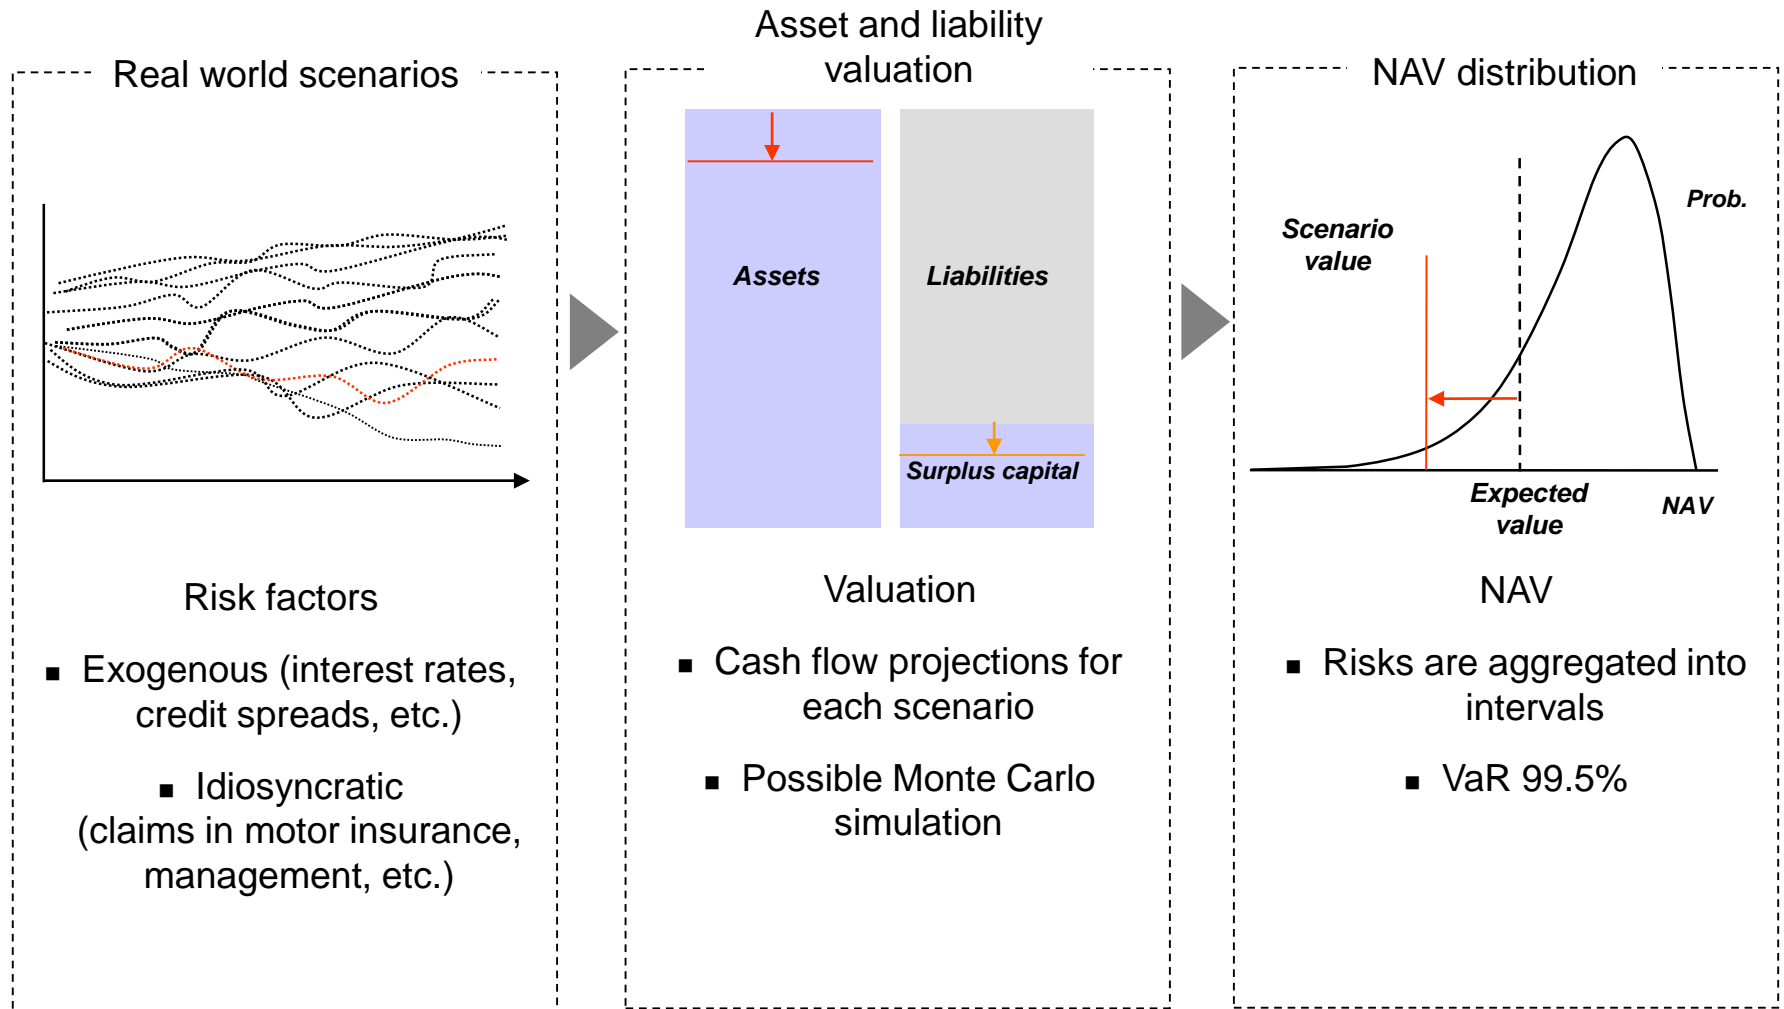 Real world scenarios
Risk factors
■ Exogenous (interest rates,
credit spreads, etc.)
■ Idiosyncratic
(claims in motor insurance,
management, etc.)
Asset and liability
valuation
Assets
Liabilities
Surplus capital
Valuation
■ Cash flow projections for
each scenario
■ Possible Monte Carlo
simulation
NAV distribution
Prob.
Scenario
value
Expected
value
NAV
NAV
■ Risks are aggregated into
intervals
■ VaR 99.5%